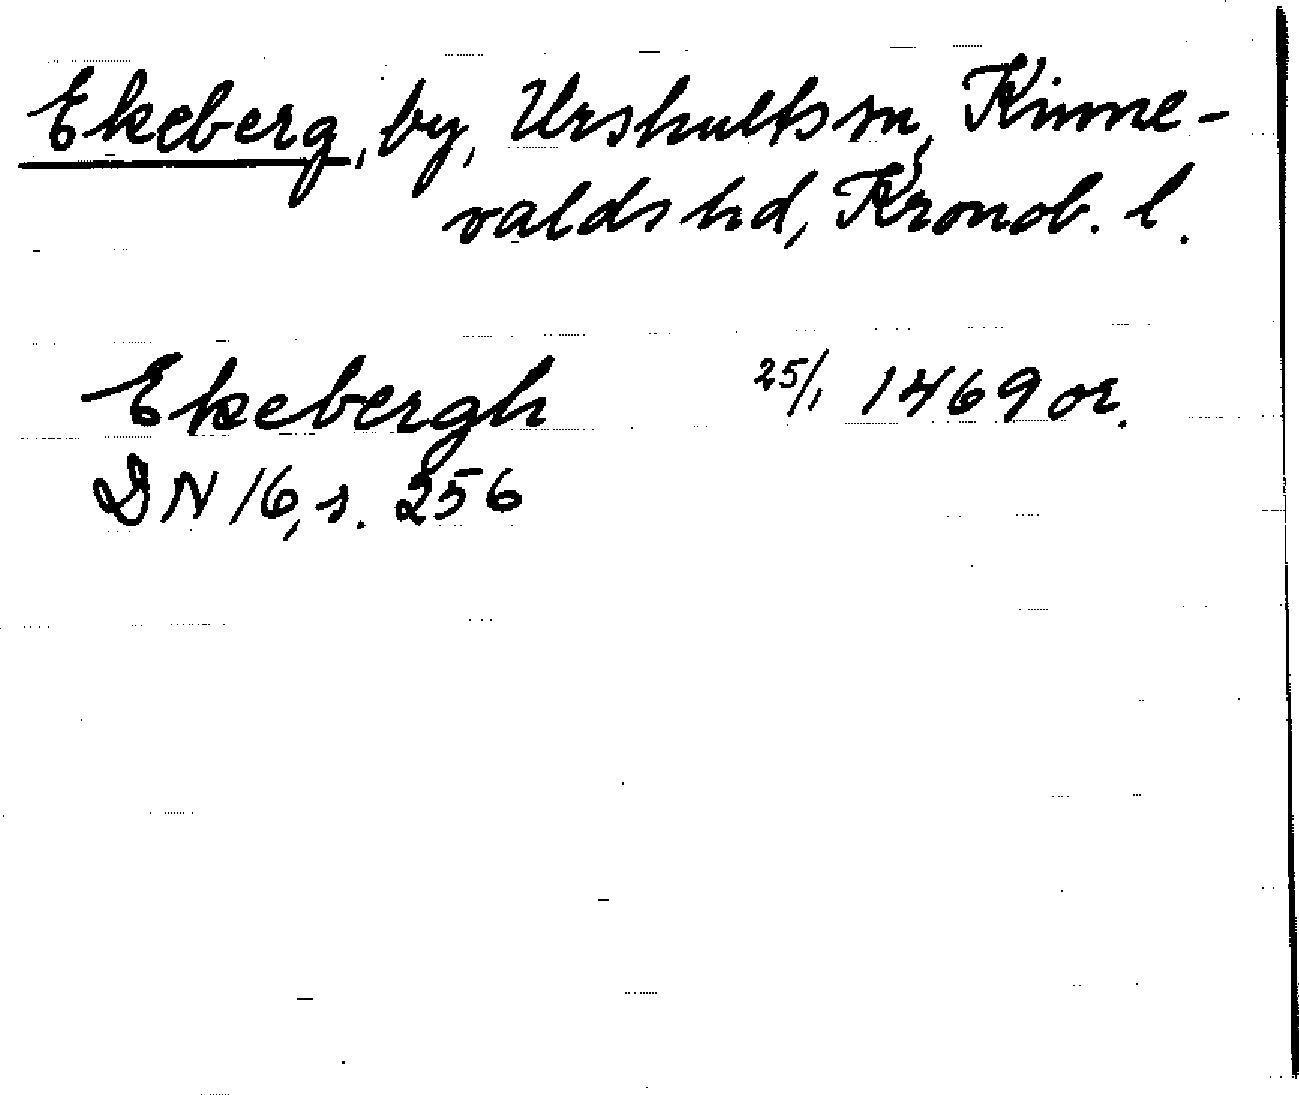 Ekeberg, by, Urshults sn, Kinne-
valds hd, Kronob. l.
Ekebergh 25/1 1469 or.
DN 16, s. 256